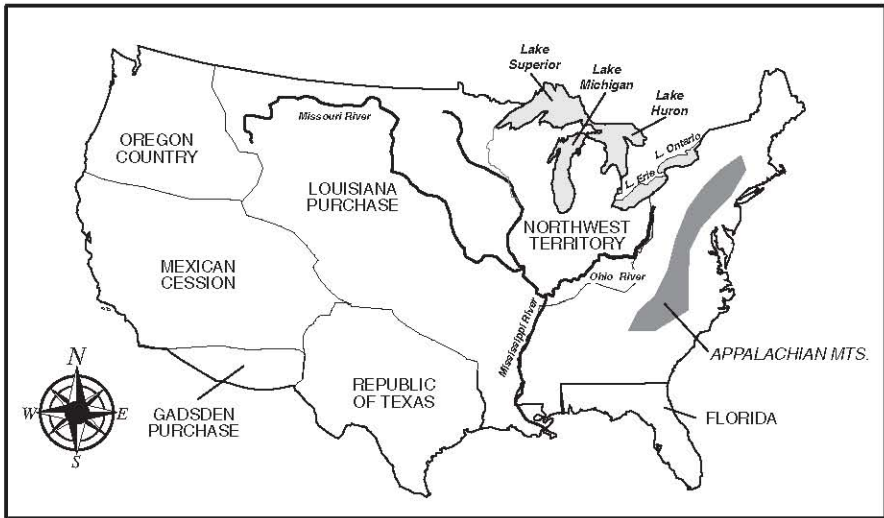 Lake
Superior
Lake
Michigan
Lake
Huron
Missouri River
L. Ontario
L. Erie
OREGON
COUNTRY
LOUISIANA
PURCHASE
NORTHWEST
TERRITORY
MEXICAN
CESSION
Ohio River
Mississippi River
APPALACHIAN MTS.
REPUBLIC
OF TEXAS
GADSDEN
PURCHASE
FLORIDA
N
W
E
S